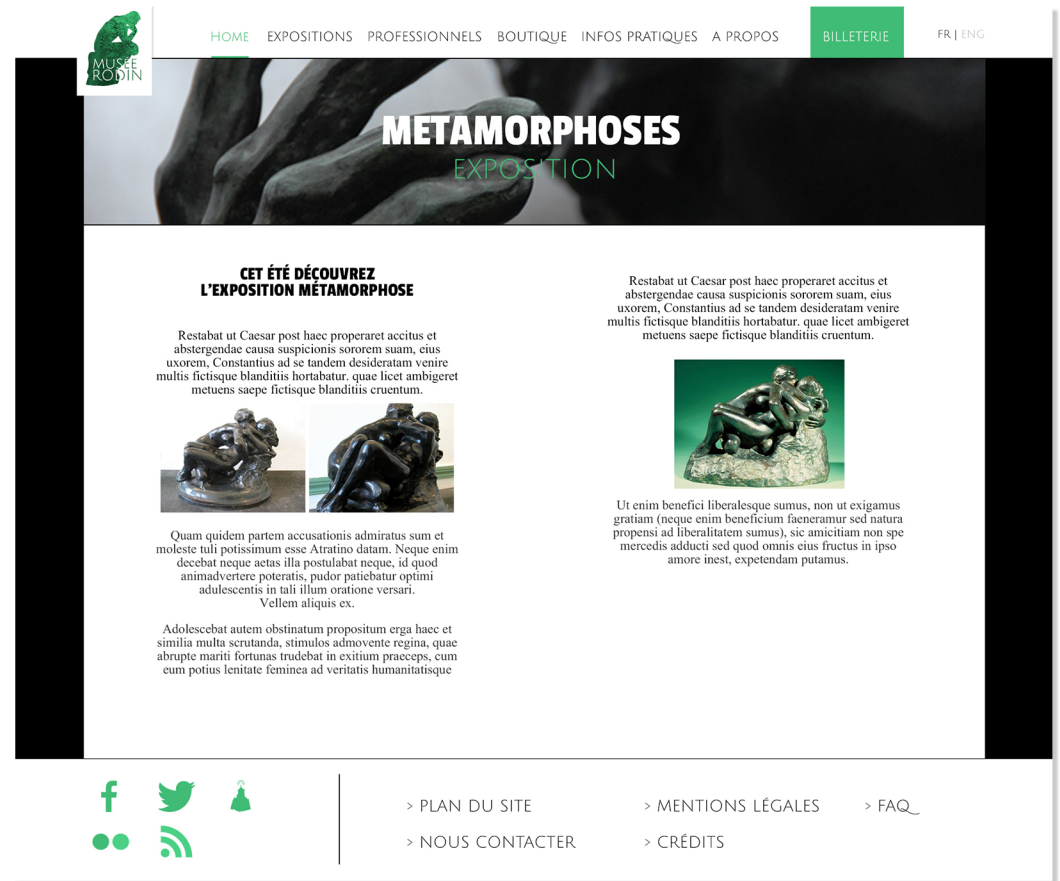 MUSÉE
RODIN
HOME EXPOSITIONS PROFESSIONNELS BOUTIQUE INFOS PRATIQUES A PROPOS BILLETERIE FR | ENG
METAMORPHOSES
EXPOSITION
CET ÉTÉ DÉCOUVREZ
L'EXPOSITION MÉTAMORPHOSE
Restabat ut Caesar post haec properaret accitus et
abstergendae causa suspicionis sororem suam, eius
uxorem, Constantius ad se tandem desideratam venire
multis fictisque blanditiis hortabatur. quae licet ambigeret
metuens saepe fictisque blanditiis cruentum.
Quam quidem partem accusationis admiratus sum et
moleste tuli potissimum esse Atratino datam. Neque enim
decebat neque aetas illa postulabat neque, id quod
animadvertere poteratis, pudor patiebatur optimi
adulescentis in tali illum oratione versari.
Vellem aliquis ex.
Adolescebat autem obstinatum propositum erga haec et
similia multa scrutanda, stimulos admovente regina, quae
abrupte mariti fortunas trudebat in exitium praeceps, cum
eum potius lenitate feminea ad veritatis humanitatisque
Restabat ut Caesar post haec properaret accitus et
abstergendae causa suspicionis sororem suam, eius
uxorem, Constantius ad se tandem desideratam venire
multis fictisque blanditiis hortabatur. quae licet ambigeret
metuens saepe fictisque blanditiis cruentum.
Ut enim benefici liberalesque sumus, non ut exigamus
gratiam (neque enim beneficium faeneramur sed natura
propensi ad liberalitatem sumus), sic amicitiam non spe
mercedis adducti sed quod omnis eius fructus in ipso
amore inest, expetendam putamus.
> PLAN DU SITE
> MENTIONS LÉGALES
> FAQ
> NOUS CONTACTER
> CRÉDITS